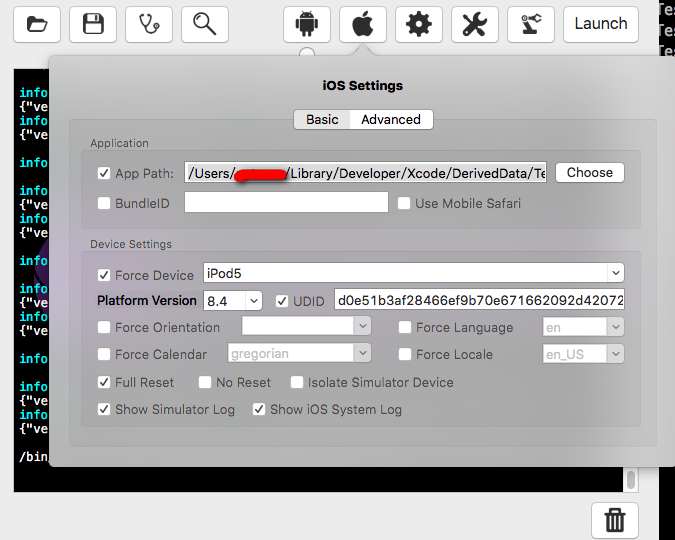 Launch
Te
Tes
Tes
iOS Settings
Basic Advanced
Application
App Path: /Users/ /Library/Developer/Xcode/DerivedData/Te Choose
BundleID Use Mobile Safari
Device Settings
Force Device iPod5
Platform Version 8.4 UDID d0e51b3af28466ef9b70e671662092d42072
Force Orientation Force Language en
Force Calendar gregorian Force Locale en_US
Full Reset No Reset Isolate Simulator Device
Show Simulator Log Show iOS System Log
info
{"ve
info
{"ve
info
info
{"ve
info
{"ve
info
info
{"ve
info
{"ve
info
info
{"ve
info
{"ve
/bin